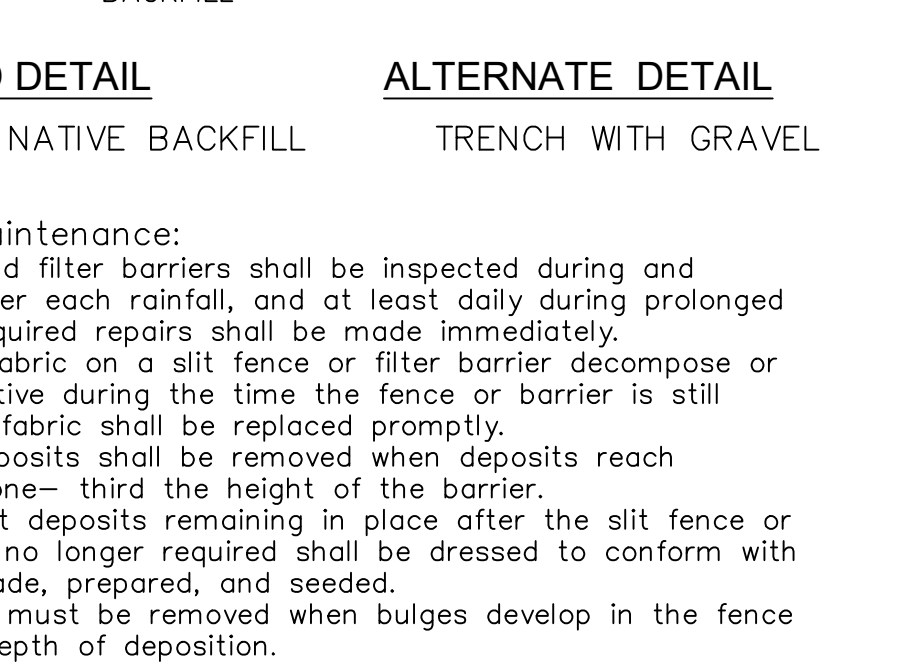 DETAIL
ALTERNATE DETAIL
NATIVE BACKFILL
TRENCH WITH GRAVEL
aintenance:
d filter barriers shall be inspected during and
er each rainfall, and at least daily during prolonged
quired repairs shall be made immediately.
abric on a slit fence or filter barrier decompose or
tive during the time the fence or barrier is still
fabric shall be replaced promptly.
posits shall be removed when deposits reach
one– third the height of the barrier.
t deposits remaining in place after the slit fence or
no longer required shall be dressed to conform with
ade, prepared, and seeded.
must be removed when bulges develop in the fence
epth of deposition.